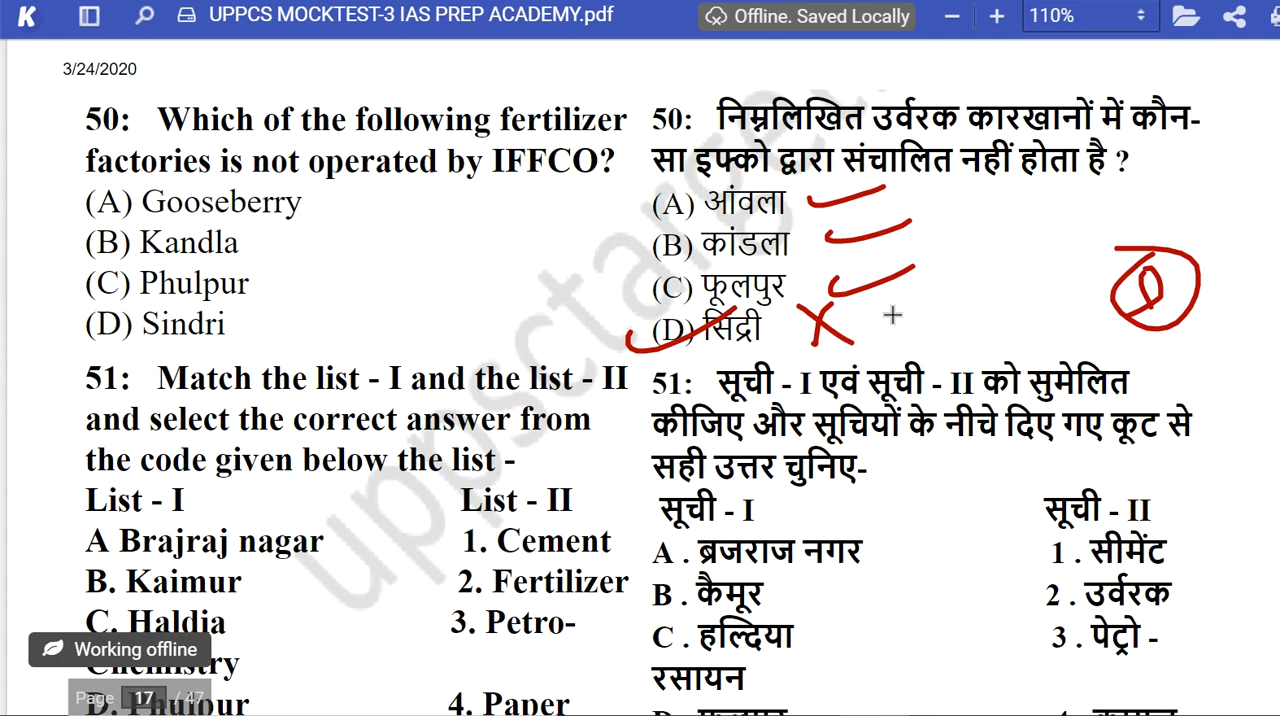 K UPPCS MOCKTEST-3 IAS PREP ACADEMY.pdf Offline. Saved Locally 110%
3/24/2020
50: Which of the following fertilizer
factories is not operated by IFFCO?
(A) Gooseberry
(B) Kandla
(C) Phulpur
(D) Sindri
51: Match the list - I and the list - II
and select the correct answer from
the code given below the list -
List - I List - II
A Brajraj nagar 1. Cement
B. Kaimur 2. Fertilizer
C. Haldia 3. Petro-
Chemistry
D. Phulpur 4. Paper
50: निम्नलिखित उर्वरक कारखानों में कौन-
सा इफ्को द्वारा संचालित नहीं होता है ?
(A) आंवला
(B) कांडला
(C) फूलपुर
(D) सिंद्री
D
51: सूची - I एवं सूची - II को सुमेलित
कीजिए और सूचियों के नीचे दिए गए कूट से
सही उत्तर चुनिए-
सूची - I सूची - II
A . ब्रजराज नगर 1 . सीमेंट
B . कैमूर 2 . उर्वरक
C . हल्दिया 3 . पेट्रो -
रसायन
Working offline
Page 17 / 47